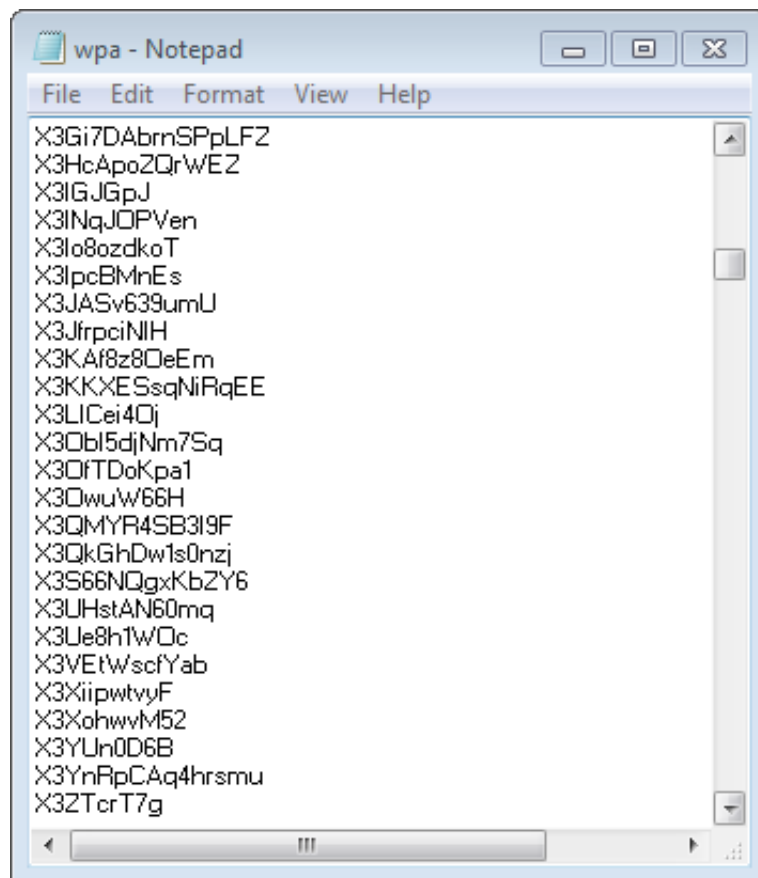 wpa - Notepad
File Edit Format View Help
X3Gi7DAbrnSPpLFZ
X3HcApoZQrWEZ
X3IGJGpJ
X3INqJOPVen
X3Io8ozdkoT
X3IpcBMnEs
X3JASv639umU
X3JfrpciNIH
X3KAf8z8OeEm
X3KKXESsqNiRqEE
X3LICei4Oj
X3ObI5djNm7Sq
X3OfTDoKpa1
X3OwuW66H
X3QMYR4SB3I9F
X3QkGhDw1s0nzj
X3S66NQgxKbZY6
X3UHstAN60mq
X3Ue8h1WOc
X3VEtWscfYab
X3XiipwtvyF
X3XohwvM52
X3YUn0D6B
X3YnRpCAq4hrsmu
X3ZTcrT7g